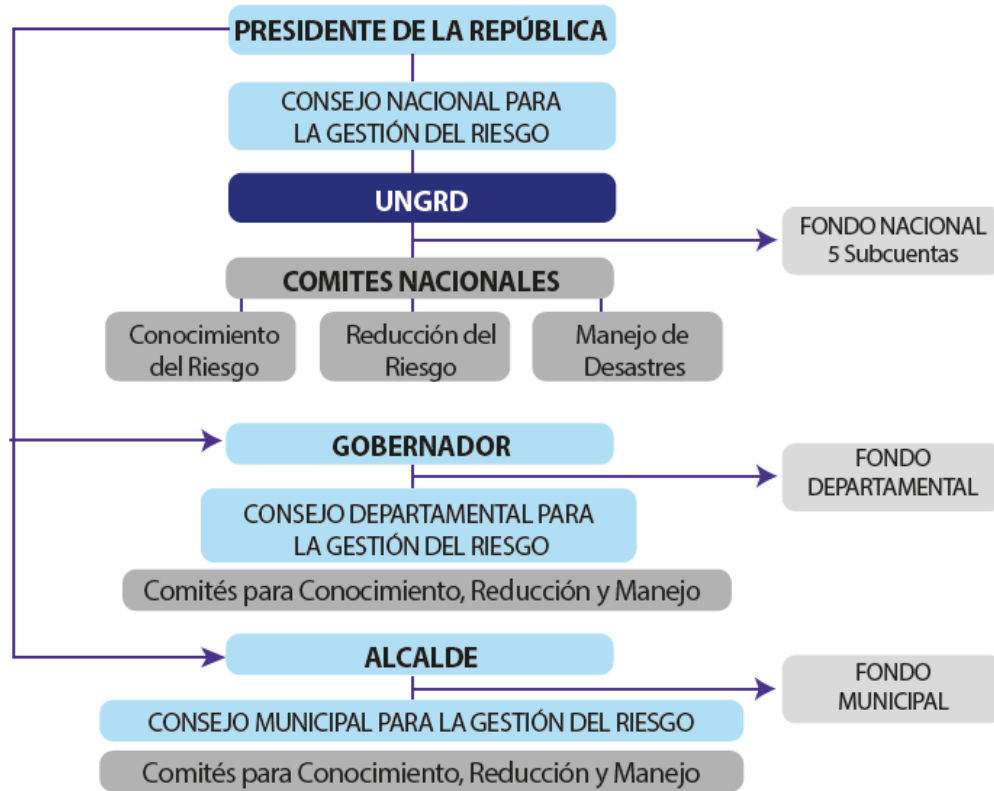 PRESIDENTE DE LA REPÚBLICA
CONSEJO NACIONAL PARA
LA GESTIÓN DEL RIESGO
UNGRD
FONDO NACIONAL
5 Subcuentas
COMITES NACIONALES
Conocimiento
del Riesgo
Reducción del
Riesgo
Manejo de
Desastres
GOBERNADOR
FONDO
DEPARTAMENTAL
CONSEJO DEPARTAMENTAL PARA
LA GESTIÓN DEL RIESGO
Comités para Conocimiento, Reducción y Manejo
ALCALDE
FONDO
MUNICIPAL
CONSEJO MUNICIPAL PARA LA GESTIÓN DEL RIESGO
Comités para Conocimiento, Reducción y Manejo